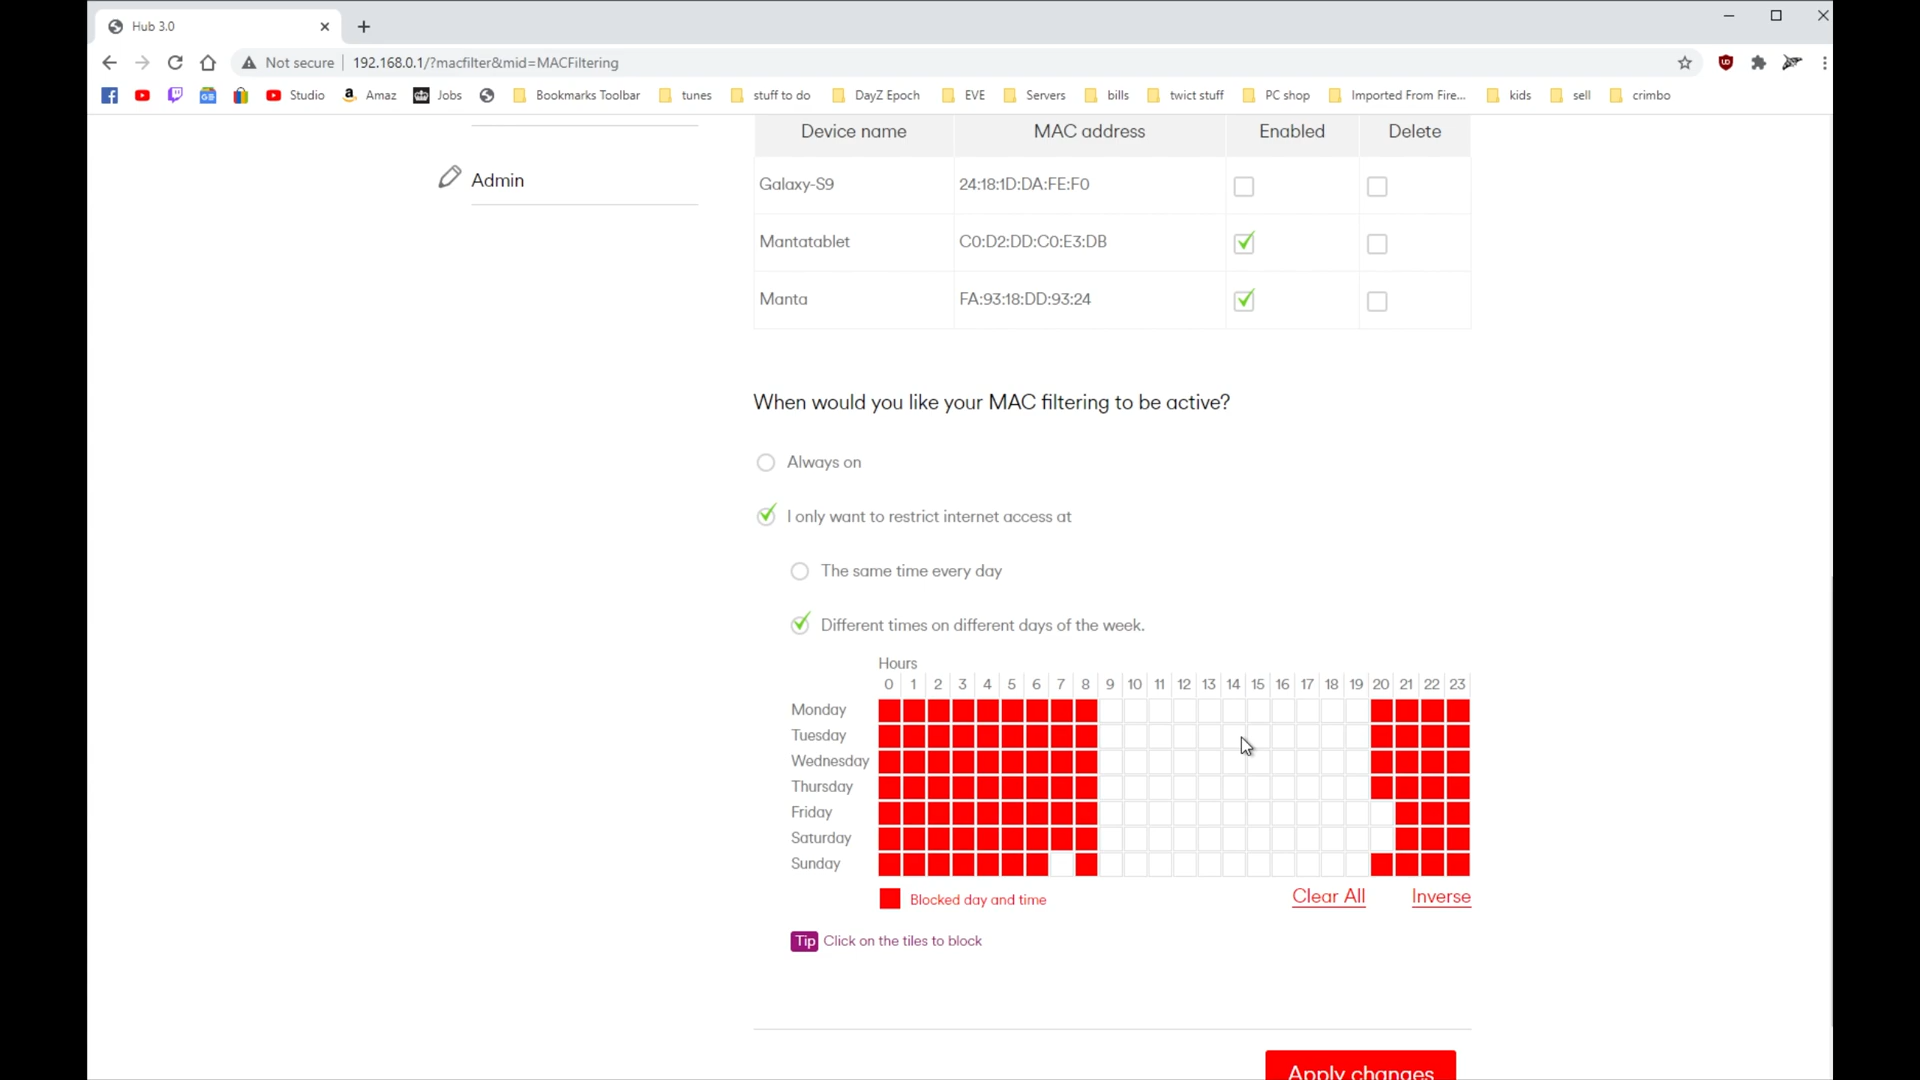 Hub 3.0
Not secure
192.168.0.1/?macfilter&mid=MACFiltering
Studio
Amaz
Jobs
Bookmarks Toolbar
tunes
stuff to do
DayZ Epoch
EVE
Servers
bills
twict stuff
PC shop
Imported From Fire...
kids
sell
crimbo
Device name MAC address Enabled Delete
Admin
Galaxy-S9 24:18:1D:DA:FE:F0
Mantatablet C0:D2:DD:C0:E3:DB
Manta FA:93:18:DD:93:24
When would you like your MAC filtering to be active?
Always on
I only want to restrict internet access at
The same time every day
Different times on different days of the week.
Hours
0 1 2 3 4 5 6 7 8 9 10 11 12 13 14 15 16 17 18 19 20 21 22 23
Monday
Tuesday
Wednesday
Thursday
Friday
Saturday
Sunday
Blocked day and time
Clear All
Inverse
Tip Click on the tiles to block
Apply changes